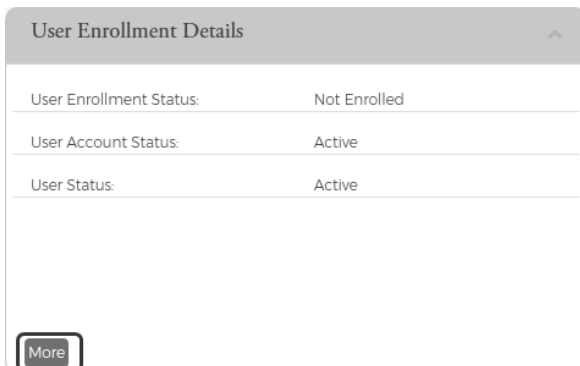 User Enrollment Details
User Enrollment Status: Not Enrolled
User Account Status: Active
User Status: Active
More